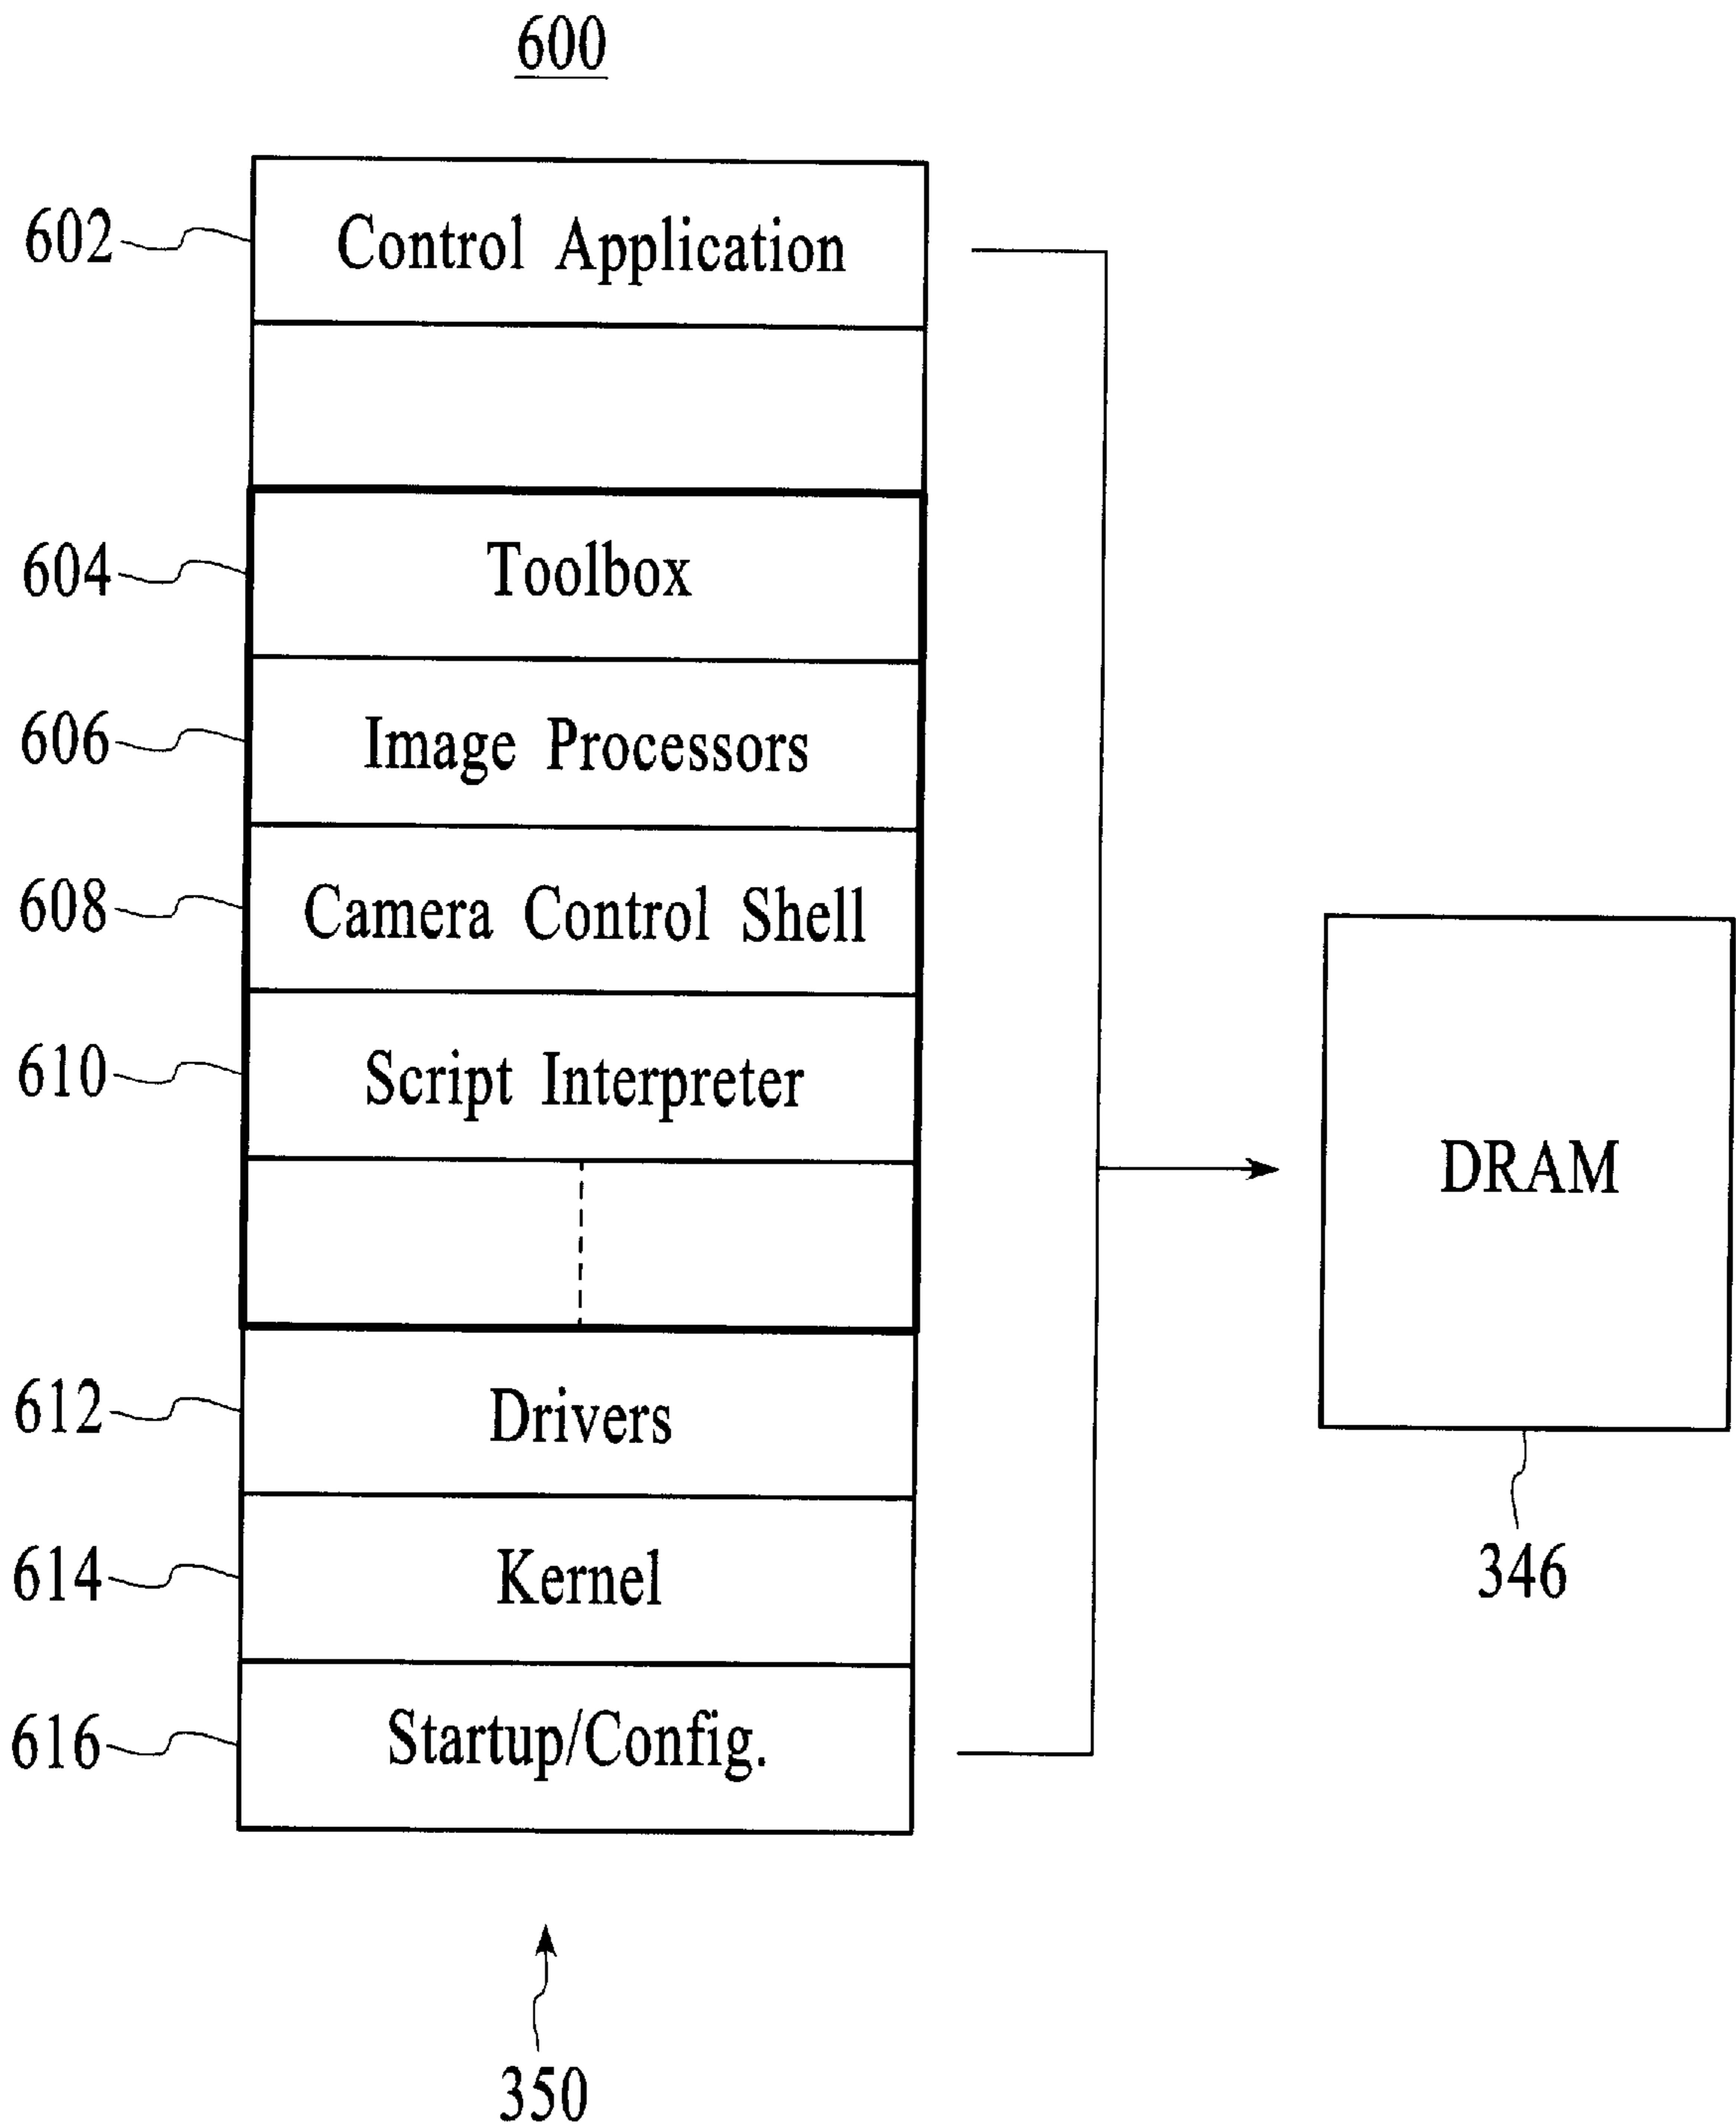 600
602 Control Application
604 Toolbox
606 Image Processors
608 Camera Control Shell
610 Script Interpreter
DRAM
612 Drivers
614 Kernel
346
616 Startup/Config.
350